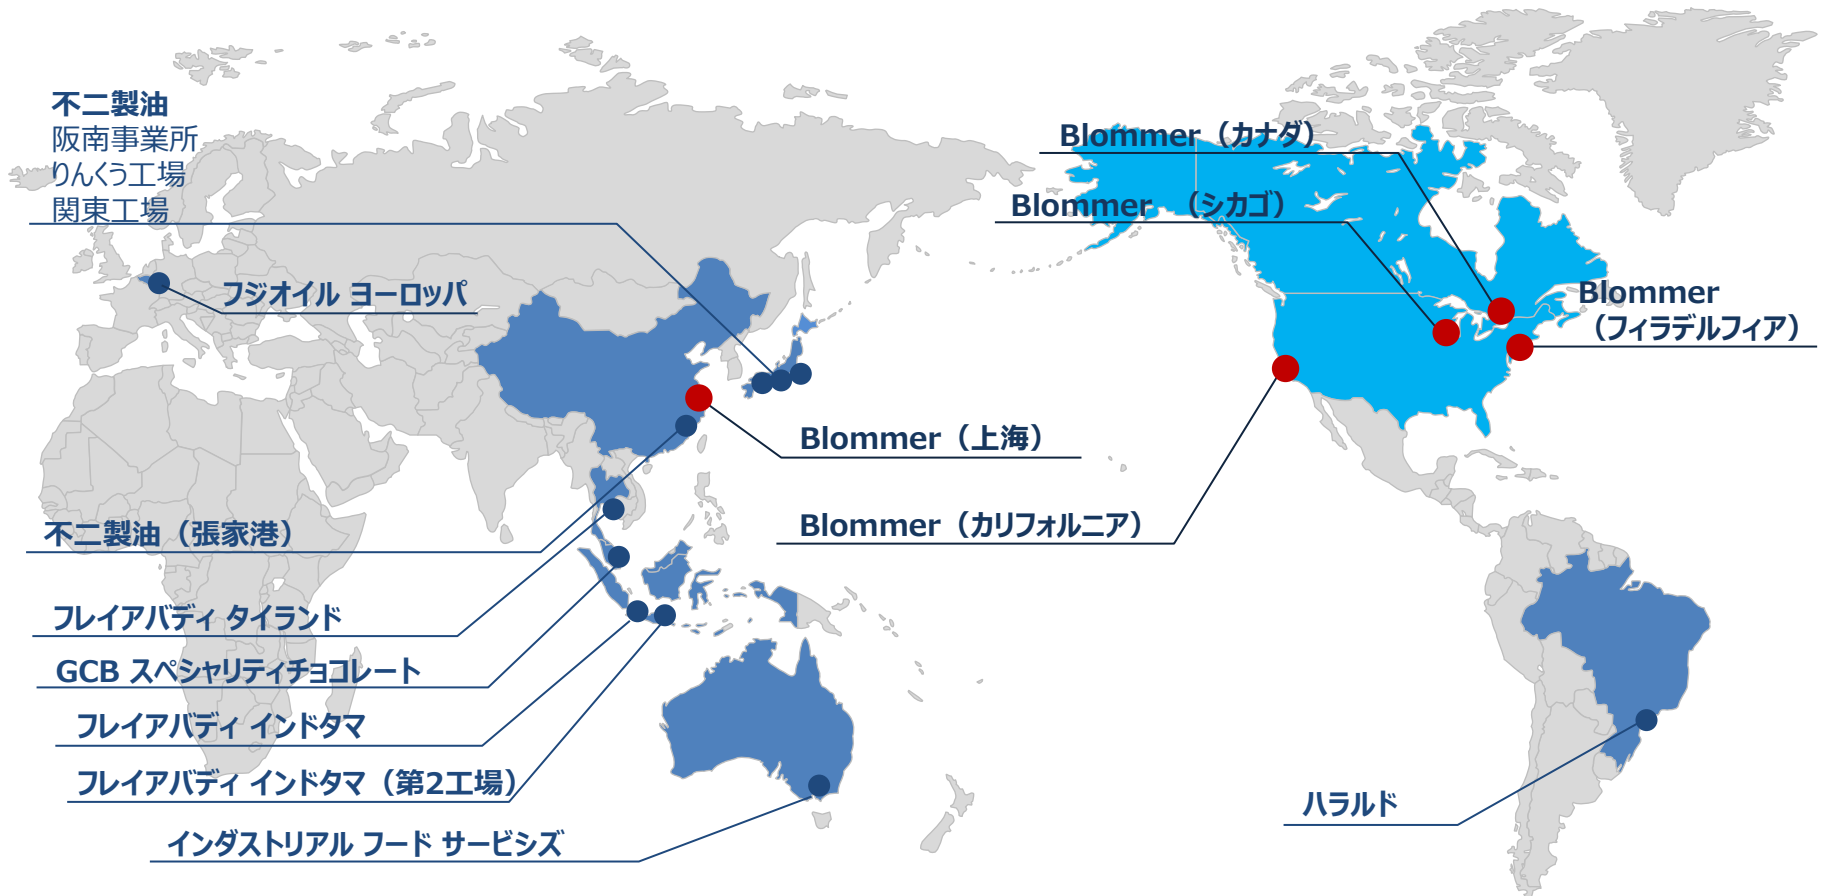 不二製油
阪南事業所
りんくう工場
関東工場
フジオイル ヨーロッパ
不二製油（張家港）
フレイアバディ タイランド
GCB スペシャリティチョコレート
フレイアバディ インドタマ
フレイアバディ インドタマ（第2工場）
インダストリアル フード サービシズ
Blommer（上海）
Blommer（カリフォルニア）
Blommer（カナダ）
Blommer （シカゴ）
Blommer
（フィラデルフィア）
ハラルド